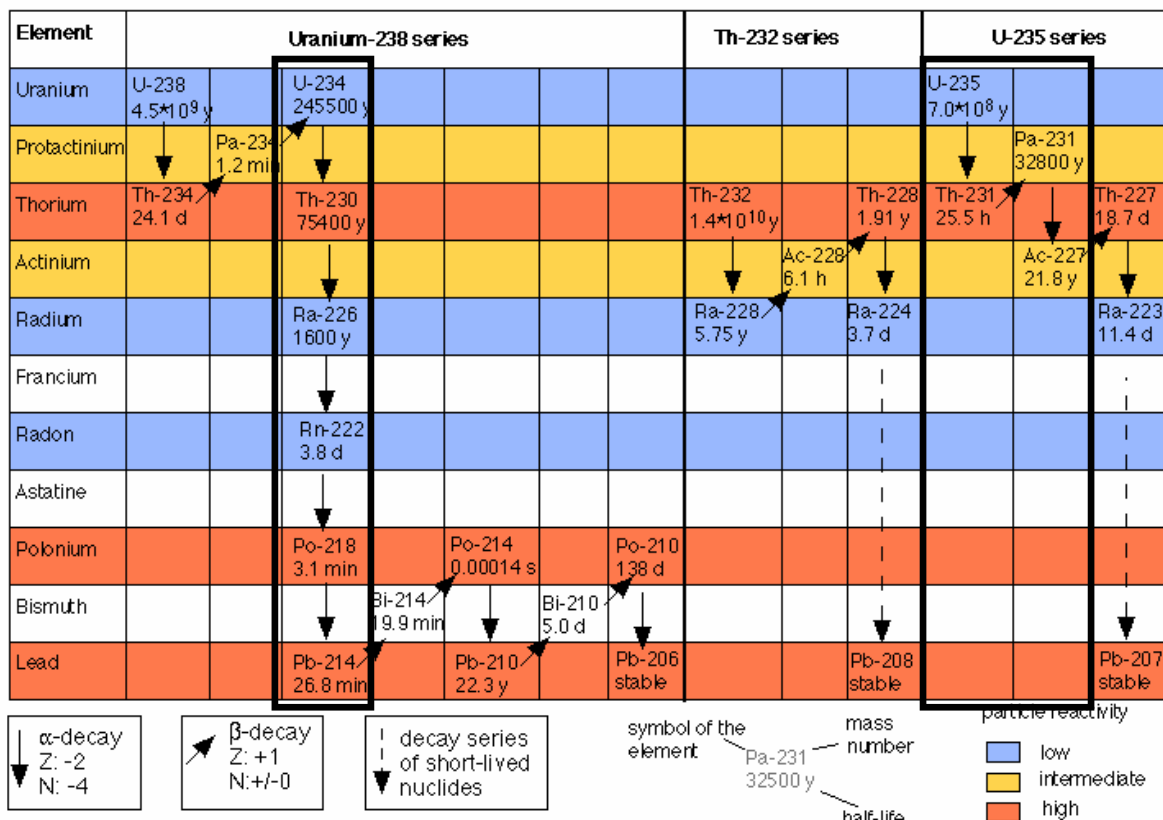 Element
Uranium-238 series
Th-232 series
U-235 series
Uranium
U-238
4.5*10⁹ y
U-234
245500 y
U-235
7.0*10⁸ y
Protactinium
Pa-234
1.2 min
Pa-231
32800 y
Thorium
Th-234
24.1 d
Th-230
75400 y
Th-232
1.4*10¹⁰ y
Th-228
1.91 y
Th-231
25.5 h
Th-227
18.7 d
Actinium
Ac-228
6.1 h
Ac-227
21.8 y
Radium
Ra-226
1600 y
Ra-228
5.75 y
Ra-224
3.7 d
Ra-223
11.4 d
Francium
Radon
Rn-222
3.8 d
Astatine
Polonium
Po-218
3.1 min
Po-214
0.00014 s
Po-210
138 d
Bismuth
Bi-214
19.9 min
Bi-210
5.0 d
Lead
Pb-214
26.8 min
Pb-210
22.3 y
Pb-206
stable
Pb-208
stable
Pb-207
stable
α-decay
Z: -2
N: -4
β-decay
Z: +1
N:+/-0
decay series
of short-lived
nuclides
symbol of the
element
mass
number
Pa-231
32500 y
half-life
particle reactivity
low
intermediate
high